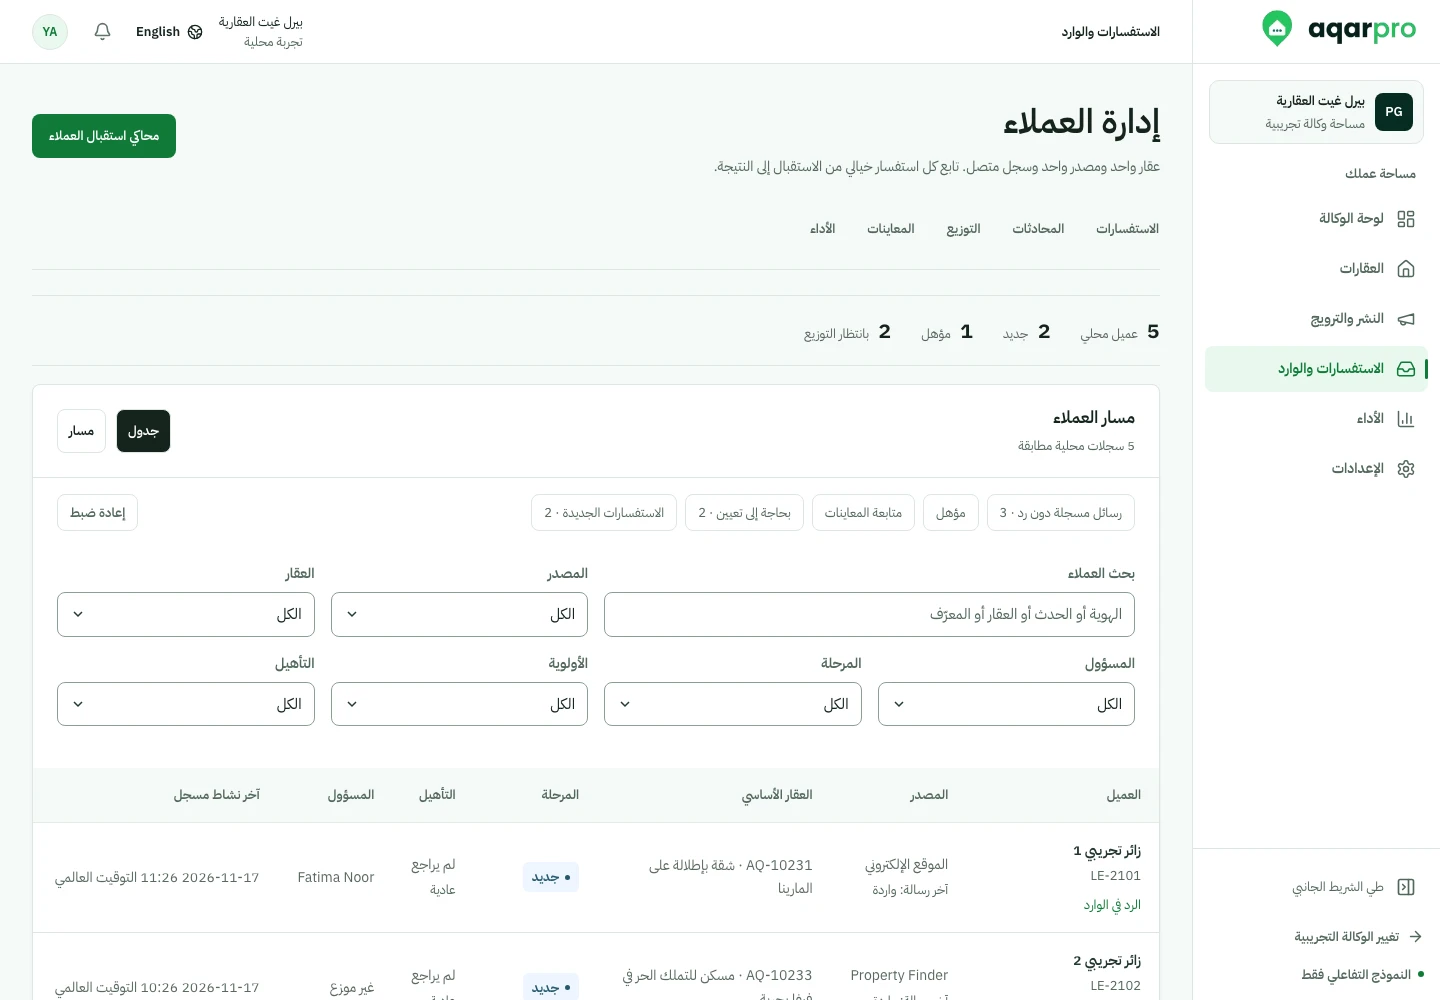 aqarpro
الاستفسارات والوارد
بيرل غيت العقارية
تجربة محلية
English
YA
PG
بيرل غيت العقارية
مساحة وكالة تجريبية
مساحة عملك
لوحة الوكالة
العقارات
النشر والترويج
الاستفسارات والوارد
الأداء
الإعدادات
طي الشريط الجانبي
تغيير الوكالة التجريبية
النموذج التفاعلي فقط
إدارة العملاء
عقار واحد ومصدر واحد وسجل متصل. تابع كل استفسار خيالي من الاستقبال إلى النتيجة.
محاكي استقبال العملاء
الاستفسارات المحادثات التوزيع المعاينات الأداء
5 عميل محلي 2 جديد 1 مؤهل 2 بانتظار التوزيع
مسار العملاء
5 سجلات محلية مطابقة
جدول مسار
رسائل مسجلة دون رد · 3 مؤهل متابعة المعاينات بحاجة إلى تعيين · 2 الاستفسارات الجديدة · 2 إعادة ضبط
بحث العملاء المصدر العقار
الهوية أو الحدث أو العقار أو المعرّف الكل الكل
المسؤول المرحلة الأولوية التأهيل
الكل الكل الكل الكل
العميل المصدر العقار الأساسي المرحلة التأهيل المسؤول آخر نشاط مسجل
زائر تجريبي 1
LE-2101
الرد في الوارد
الموقع الإلكتروني
آخر رسالة: واردة
AQ-10231 · شقة بإطلالة على
المارينا
جديد
لم يراجع
عادية
Fatima Noor
2026-11-17 11:26 التوقيت العالمي
زائر تجريبي 2
LE-2102
Property Finder
AQ-10233 · مسكن للتملك الحر في
جديد
لم يراجع
غير موزع
2026-11-17 10:26 التوقيت العالمي